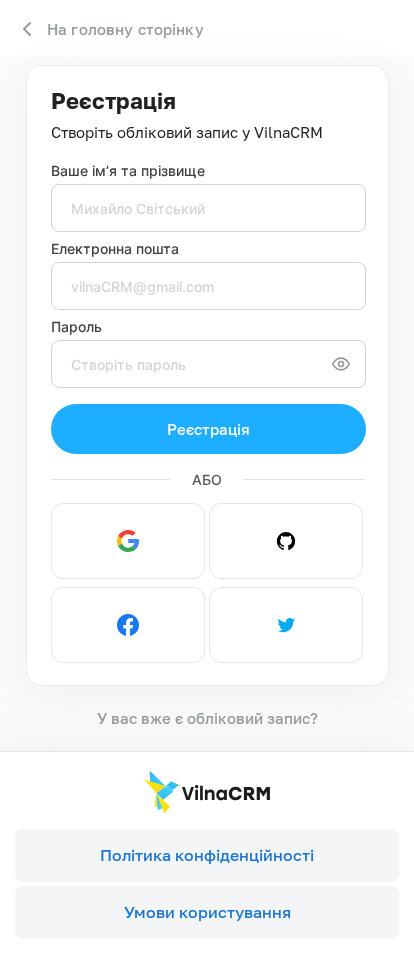 На головну сторінку
Реєстрація
Створіть обліковий запис у VilnaCRM
Ваше ім’я та прізвище
Михайло Світський
Електронна пошта
vilnaCRM@gmail.com
Пароль
Створіть пароль
Реєстрація
АБО
У вас вже є обліковий запис?
VilnaCRM
Політика конфіденційності
Умови користування